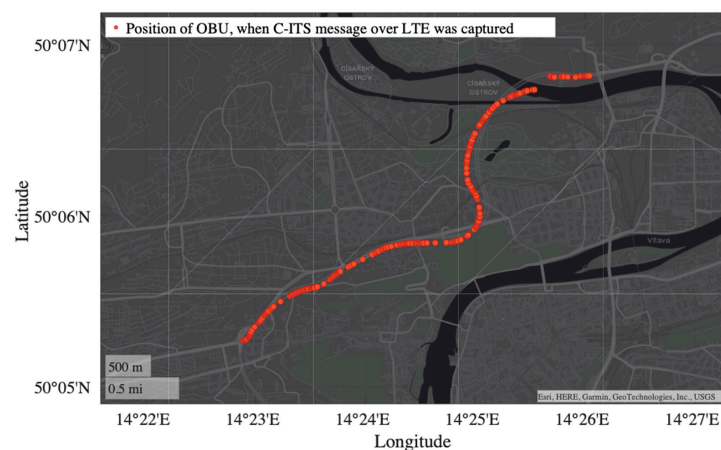 Position of OBU, when C-ITS message over LTE was captured
50°07'N
CÍSAŘSKÝ
OSTROV
CÍSAŘSKÝ
OSTROV
Latitude
50°06'N
Vltava
500 m
0.5 mi
50°05'N
Esri, HERE, Garmin, GeoTechnologies, Inc., USGS
14°22'E 14°23'E 14°24'E 14°25'E 14°26'E 14°27'E
Longitude